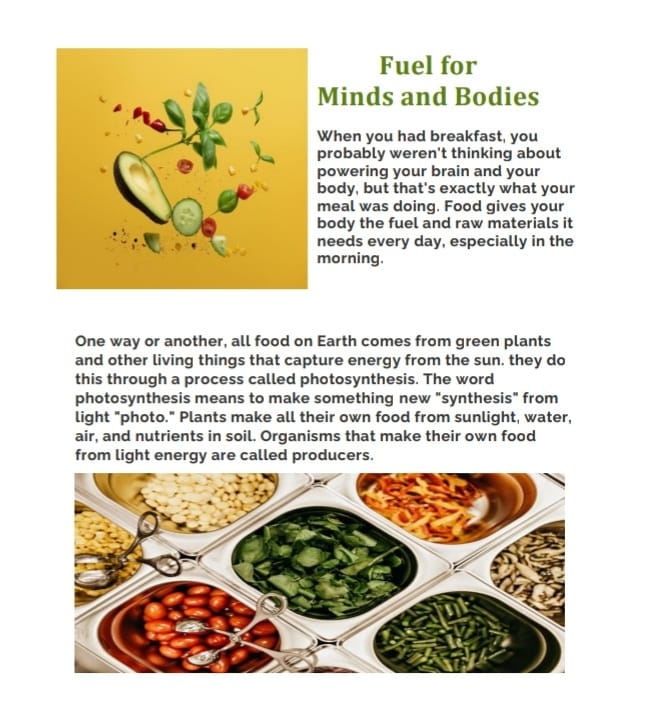 Fuel for
Minds and Bodies
When you had breakfast, you
probably weren't thinking about
powering your brain and your
body, but that's exactly what your
meal was doing. Food gives your
body the fuel and raw materials it
needs every day, especially in the
morning.
One way or another, all food on Earth comes from green plants
and other living things that capture energy from the sun. they do
this through a process called photosynthesis. The word
photosynthesis means to make something new "synthesis" from
light "photo." Plants make all their own food from sunlight, water,
air, and nutrients in soil. Organisms that make their own food
from light energy are called producers.